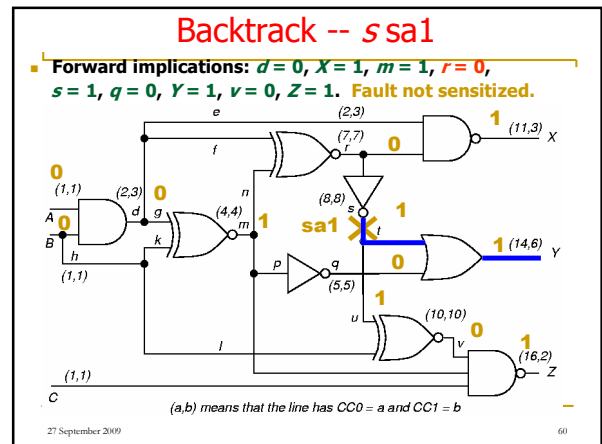 Backtrack -- s sa1
Forward implications: d = 0, X = 1, m = 1, r = 0,
s = 1, q = 0, Y = 1, v = 0, Z = 1. Fault not sensitized.
e
(2,3)
1
(11,3)
X
(7,7)
r
0
f
n
0
(1,1)
(2,3)
0
A
0
B
d
g
(4,4)
m
1
(8,8)
s
1
sa1
t
1
(14,6)
Y
k
h
(1,1)
p
q
0
(5,5)
1
u
(10,10)
0
v
1
l
(16,2)
Z
(1,1)
C
(a,b) means that the line has CC0 = a and CC1 = b
27 September 2009
60